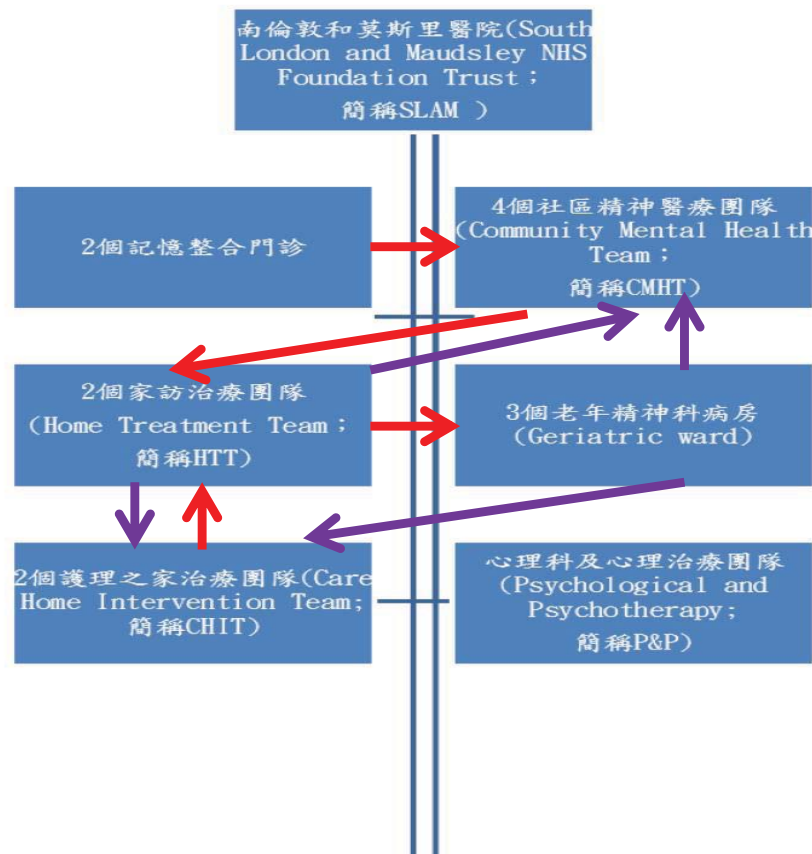 南倫敦和莫斯里醫院(South
London and Maudsley NHS
Foundation Trust；
簡稱SLAM )
2個記憶整合門診
4個社區精神醫療團隊
(Community Mental Health
Team；
簡稱CMHT)
2個家訪治療團隊
(Home Treatment Team；
簡稱HTT)
3個老年精神科病房
(Geriatric ward)
2個護理之家治療團隊(Care
Home Intervention Team;
簡稱CHIT)
心理科及心理治療團隊
(Psychological and
Psychotherapy;
簡稱P&P)